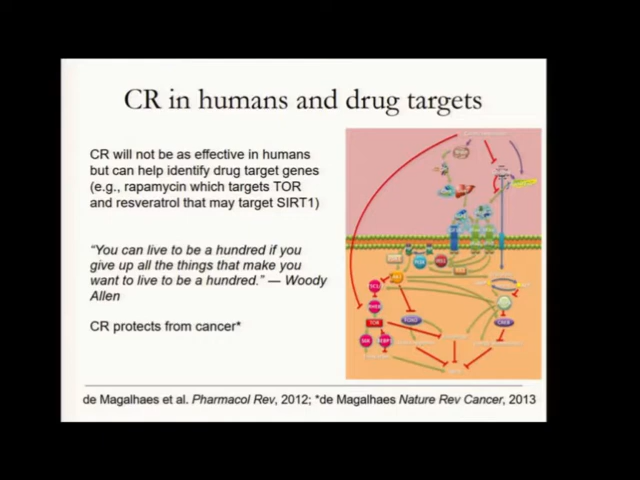 CR in humans and drug targets
CR will not be as effective in humans
but can help identify drug target genes
(e.g., rapamycin which targets TOR
and resveratrol that may target SIRT1)
“You can live to be a hundred if you
give up all the things that make you
want to live to be a hundred.” — Woody
Allen
CR protects from cancer*
TOR
FOXO
de Magalhaes et al. Pharmacol Rev, 2012; *de Magalhaes Nature Rev Cancer, 2013